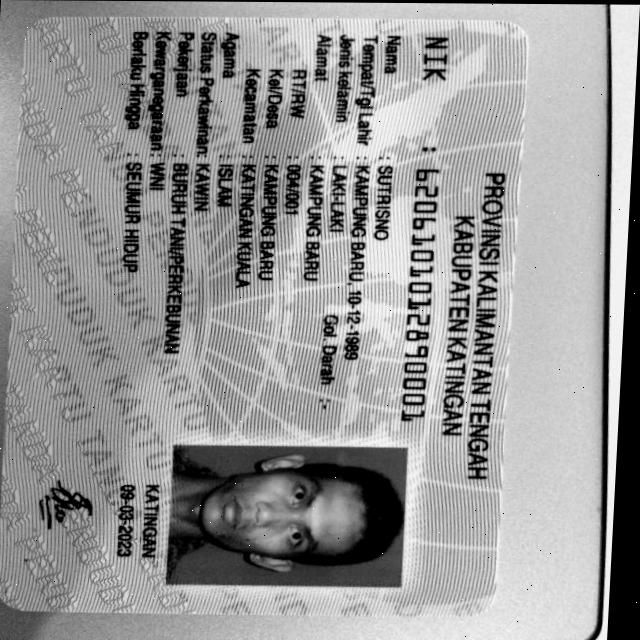 PROVINSI KALIMANTAN TENGAH
KABUPATEN KATINGAN
NIK : 6206101012890001
Nama : SUTRISNO
Tempat/Tgl Lahir : KAMPUNG BARU, 10-12-1989
Jenis kelamin : LAKI-LAKI Gol. Darah : -
Alamat : KAMPUNG BARU
RT/RW : 004/001
Kel/Desa : KAMPUNG BARU
Kecamatan : KATINGAN KUALA
Agama : ISLAM
Status Perkawinan: KAWIN
Pekerjaan : BURUH TANI/PERKEBUNAN
Kewarganegaraan: WNI
Berlaku Hingga : SEUMUR HIDUP
KATINGAN
09-03-2023